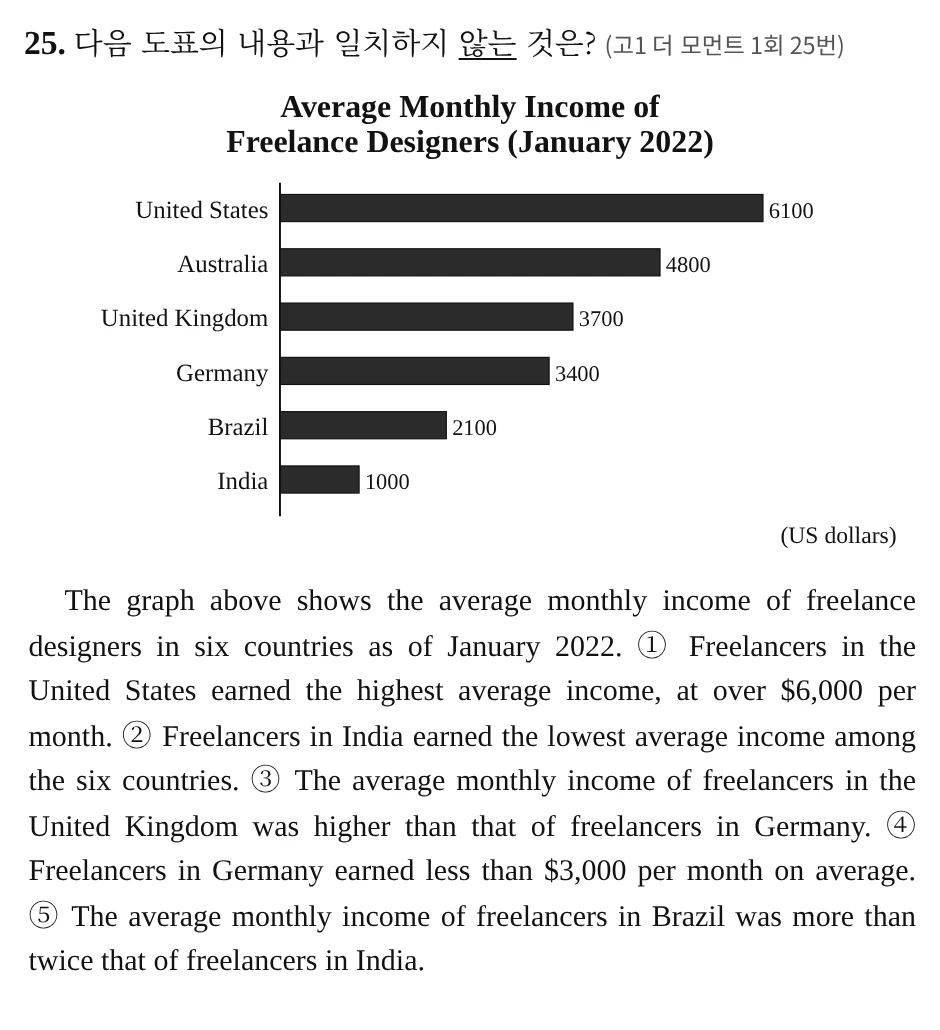 25. 다음 도표의 내용과 일치하지 않는 것은? (고1 더 모먼트 1회 25번)
Average Monthly Income of
Freelance Designers (January 2022)
United States 6100
Australia 4800
United Kingdom 3700
Germany 3400
Brazil 2100
India 1000
(US dollars)
The graph above shows the average monthly income of freelance
designers in six countries as of January 2022. ① Freelancers in the
United States earned the highest average income, at over $6,000 per
month. ② Freelancers in India earned the lowest average income among
the six countries. ③ The average monthly income of freelancers in the
United Kingdom was higher than that of freelancers in Germany. ④
Freelancers in Germany earned less than $3,000 per month on average.
⑤ The average monthly income of freelancers in Brazil was more than
twice that of freelancers in India.